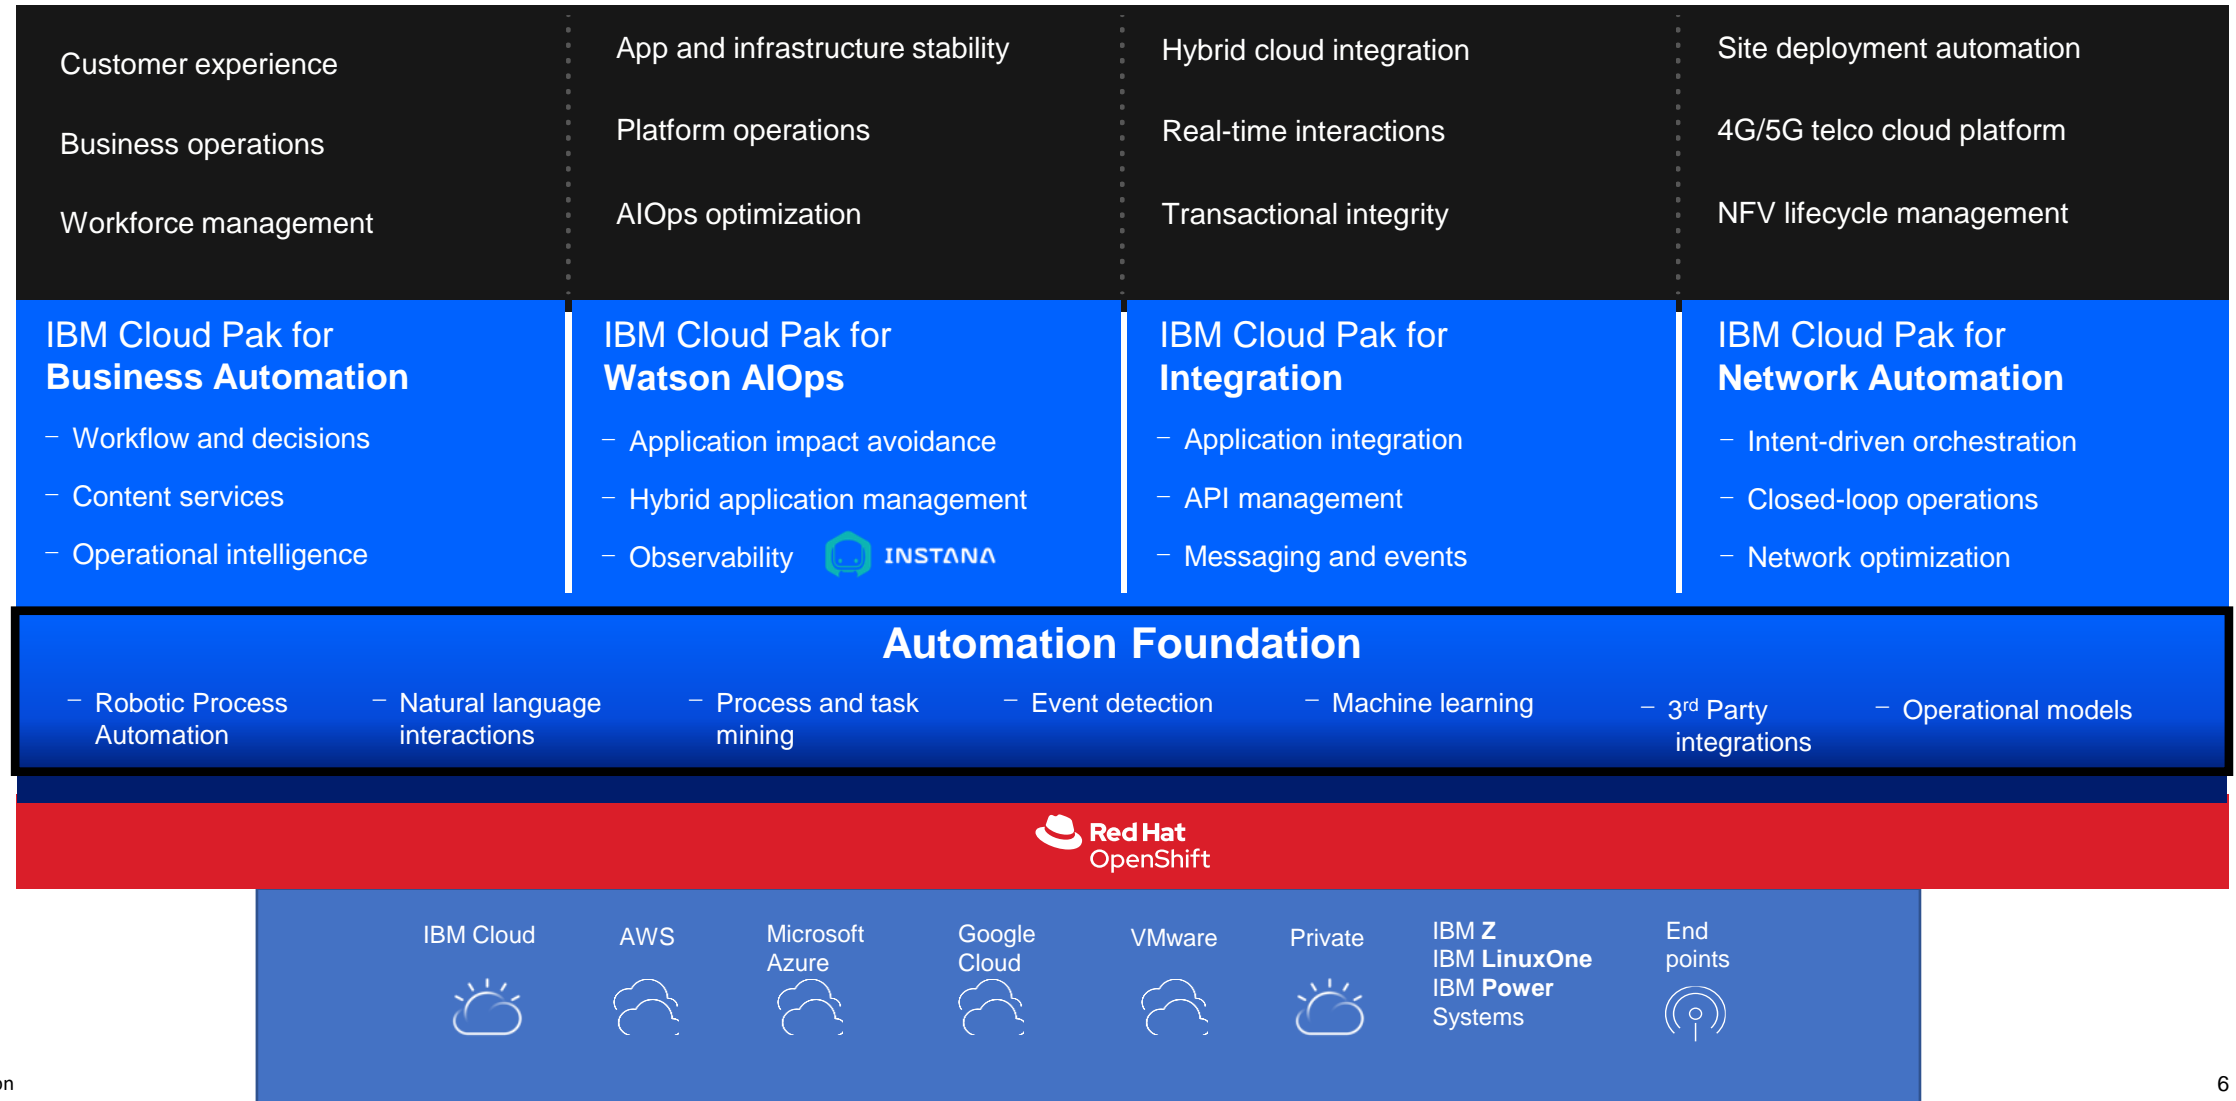 Customer experience
Business operations
Workforce management
App and infrastructure stability
Platform operations
AIOps optimization
Hybrid cloud integration
Real-time interactions
Transactional integrity
Site deployment automation
4G/5G telco cloud platform
NFV lifecycle management
IBM Cloud Pak for
Business Automation
– Workflow and decisions
– Content services
– Operational intelligence
IBM Cloud Pak for
Watson AIOps
– Application impact avoidance
– Hybrid application management
– Observability INSTANA
IBM Cloud Pak for
Integration
– Application integration
– API management
– Messaging and events
IBM Cloud Pak for
Network Automation
– Intent-driven orchestration
– Closed-loop operations
– Network optimization
Automation Foundation
– Robotic Process
Automation
– Natural language
interactions
– Process and task
mining
– Event detection
– Machine learning
– 3rd Party
integrations
– Operational models
Red Hat
OpenShift
IBM Cloud
AWS
Microsoft
Azure
Google
Cloud
VMware
Private
IBM Z
IBM LinuxOne
IBM Power
Systems
End
points
on
6